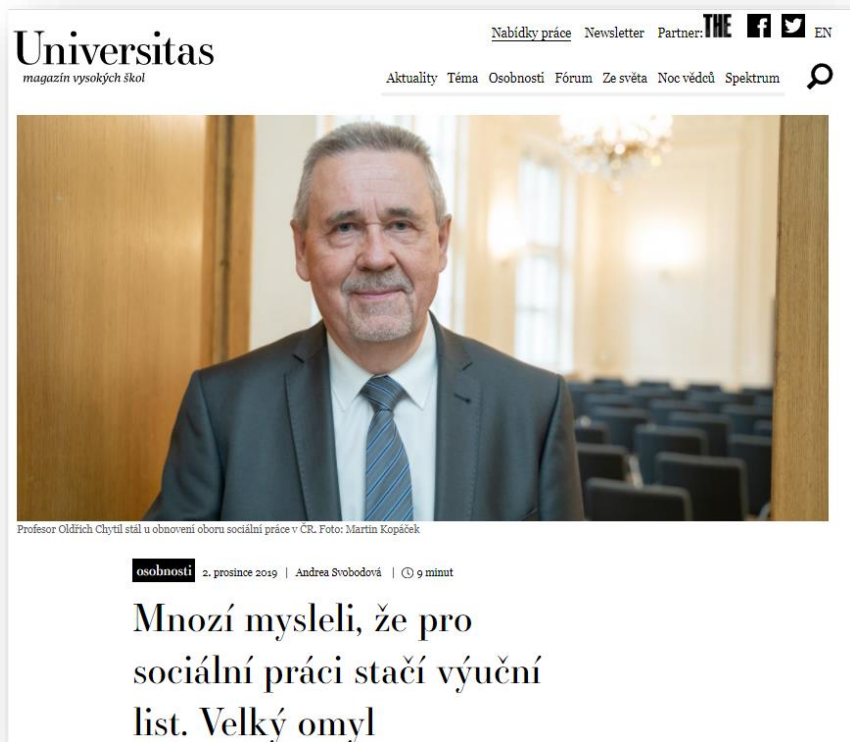 Universitas
magazín vysokých škol
Nabídky práce Newsletter Partner: THE EN
Aktuality Téma Osobnosti Fórum Ze světa Noc vědců Spektrum
Profesor Oldřich Chytil stál u obnovení oboru sociální práce v ČR. Foto: Martin Kopáček
osobnosti 2. prosince 2019 | Andrea Svobodová | 9 minut
Mnozí mysleli, že pro
sociální práci stačí výuční
list. Velký omyl